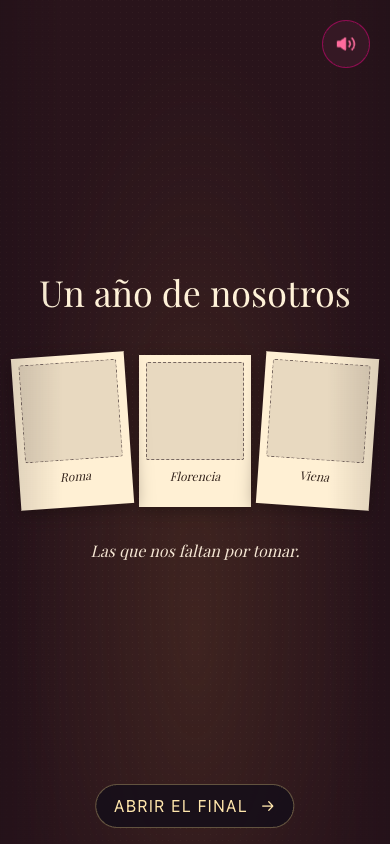 Un año de nosotros
Roma
Florencia
Viena
Las que nos faltan por tomar.
ABRIR EL FINAL →